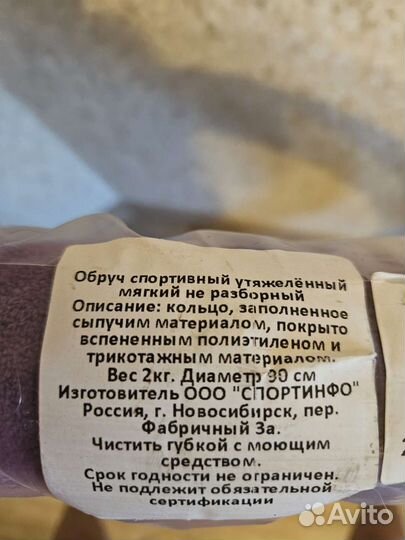 Обруч спортивный утяжелённый
мягкий не разборный
Описание: кольцо, заполненное
сыпучим материалом, покрыто
вспененным полиэтиленом и
трикотажным материалом.
Вес 2кг. Диаметр 90 см
Изготовитель ООО "СПОРТИНФО"
Россия, г. Новосибирск, пер.
Фабричный 3а.
Чистить губкой с моющим
средством.
Срок годности не ограничен.
Не подлежит обязательной
сертификации
Avito